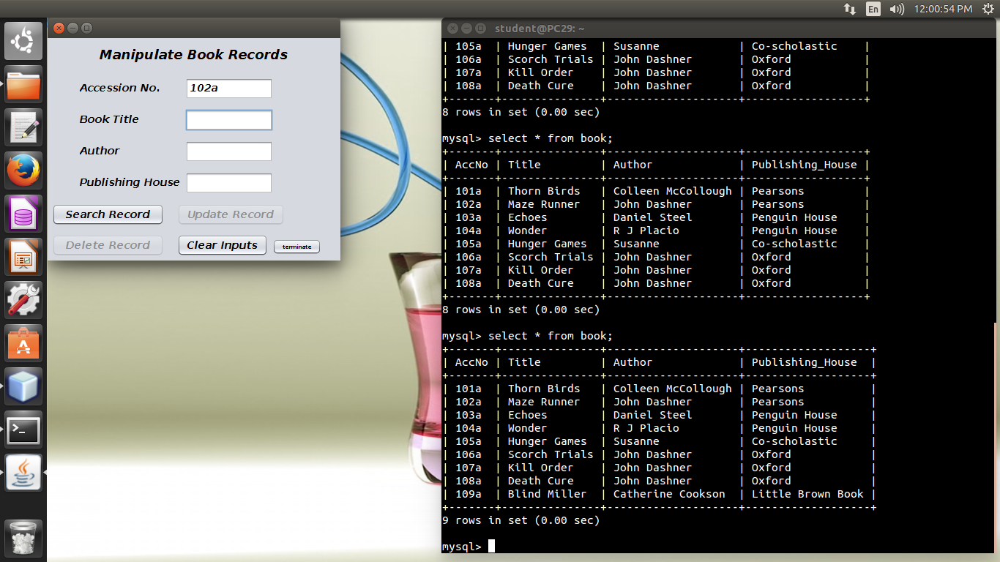 En 12:00:54 PM
Manipulate Book Records
Accession No. 102a
Book Title
Author
Publishing House
Search Record Update Record
Delete Record Clear Inputs terminate
student@PC29: ~
| 105a | Hunger Games | Susanne | Co-scholastic |
| 106a | Scorch Trials | John Dashner | Oxford |
| 107a | Kill Order | John Dashner | Oxford |
| 108a | Death Cure | John Dashner | Oxford |
+-------+---------------+--------------------+------------------+
8 rows in set (0.00 sec)
mysql> select * from book;
+-------+---------------+--------------------+------------------+
| AccNo | Title | Author | Publishing_House |
+-------+---------------+--------------------+------------------+
| 101a | Thorn Birds | Colleen McCollough | Pearsons |
| 102a | Maze Runner | John Dashner | Pearsons |
| 103a | Echoes | Daniel Steel | Penguin House |
| 104a | Wonder | R J Placio | Penguin House |
| 105a | Hunger Games | Susanne | Co-scholastic |
| 106a | Scorch Trials | John Dashner | Oxford |
| 107a | Kill Order | John Dashner | Oxford |
| 108a | Death Cure | John Dashner | Oxford |
+-------+---------------+--------------------+------------------+
8 rows in set (0.00 sec)
mysql> select * from book;
+-------+---------------+--------------------+-------------------+
| AccNo | Title | Author | Publishing_House |
+-------+---------------+--------------------+-------------------+
| 101a | Thorn Birds | Colleen McCollough | Pearsons |
| 102a | Maze Runner | John Dashner | Pearsons |
| 103a | Echoes | Daniel Steel | Penguin House |
| 104a | Wonder | R J Placio | Penguin House |
| 105a | Hunger Games | Susanne | Co-scholastic |
| 106a | Scorch Trials | John Dashner | Oxford |
| 107a | Kill Order | John Dashner | Oxford |
| 108a | Death Cure | John Dashner | Oxford |
| 109a | Blind Miller | Catherine Cookson | Little Brown Book |
+-------+---------------+--------------------+-------------------+
9 rows in set (0.00 sec)
mysql>